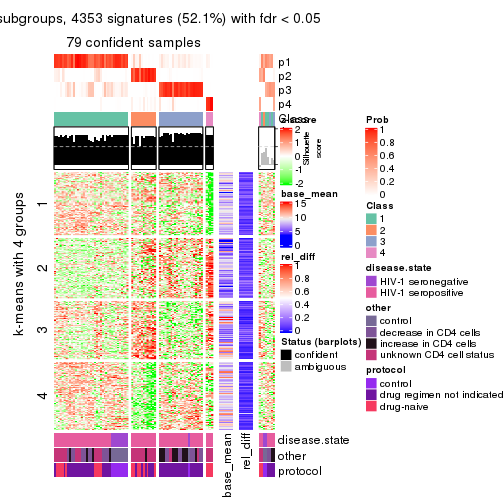 subgroups, 4353 signatures (52.1%) with fdr < 0.05
79 confident samples
p1
p2
p3
p4
Class
z-score
2
1
0
-1
-2
Silhouette
score
base_mean
15
10
5
0
rel_diff
1
0.8
0.6
0.4
0.2
0
Status (barplots)
confident
ambiguous
Prob
1
0.8
0.6
0.4
0.2
0
Class
1
2
3
4
disease.state
HIV-1 seronegative
HIV-1 seropositive
other
control
decrease in CD4 cells
increase in CD4 cells
unknown CD4 cell status
protocol
control
drug regimen not indicated
drug-naive
k-means with 4 groups
1
2
3
4
disease.state
other
protocol
base_mean
rel_diff